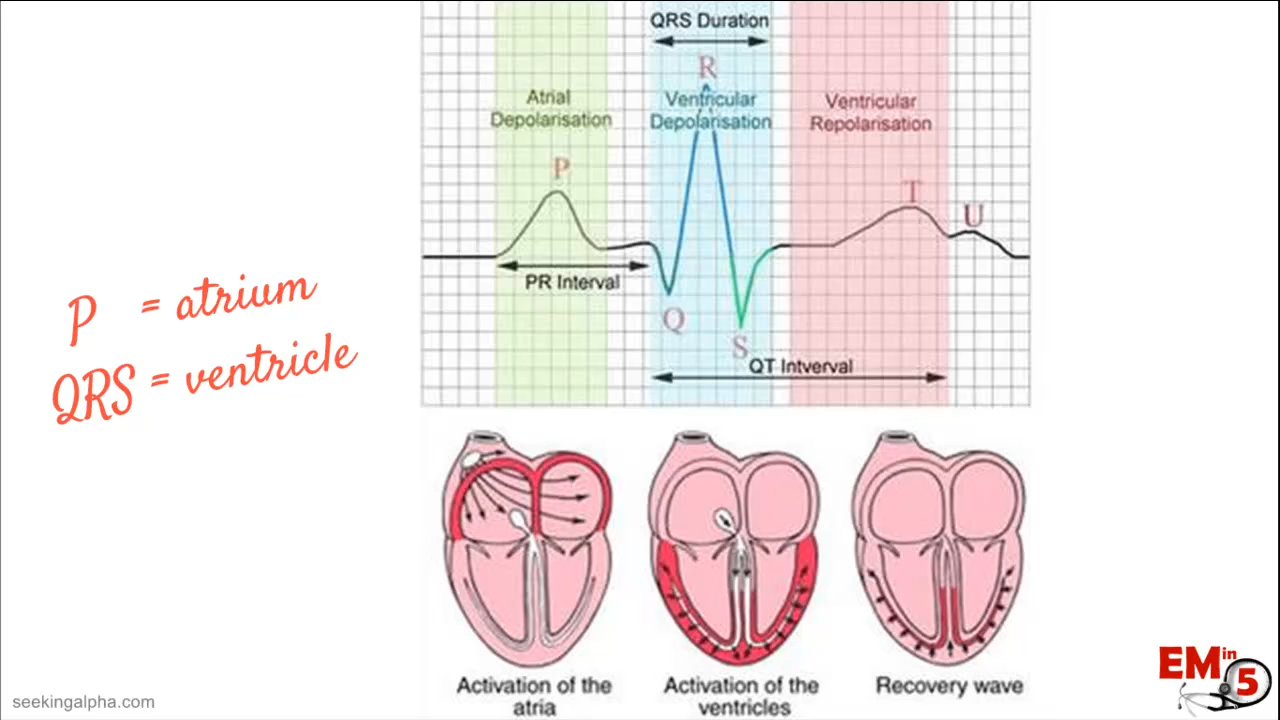 QRS Duration
R
Atrial
Depolarisation
Ventricular
Depolarisation
Ventricular
Repolarisation
P
T
U
PR Interval
Q
S
QT Intverval
P = atrium
QRS = ventricle
Activation of the
atria
Activation of the
ventricles
Recovery wave
seekingalpha.com
EM in
5